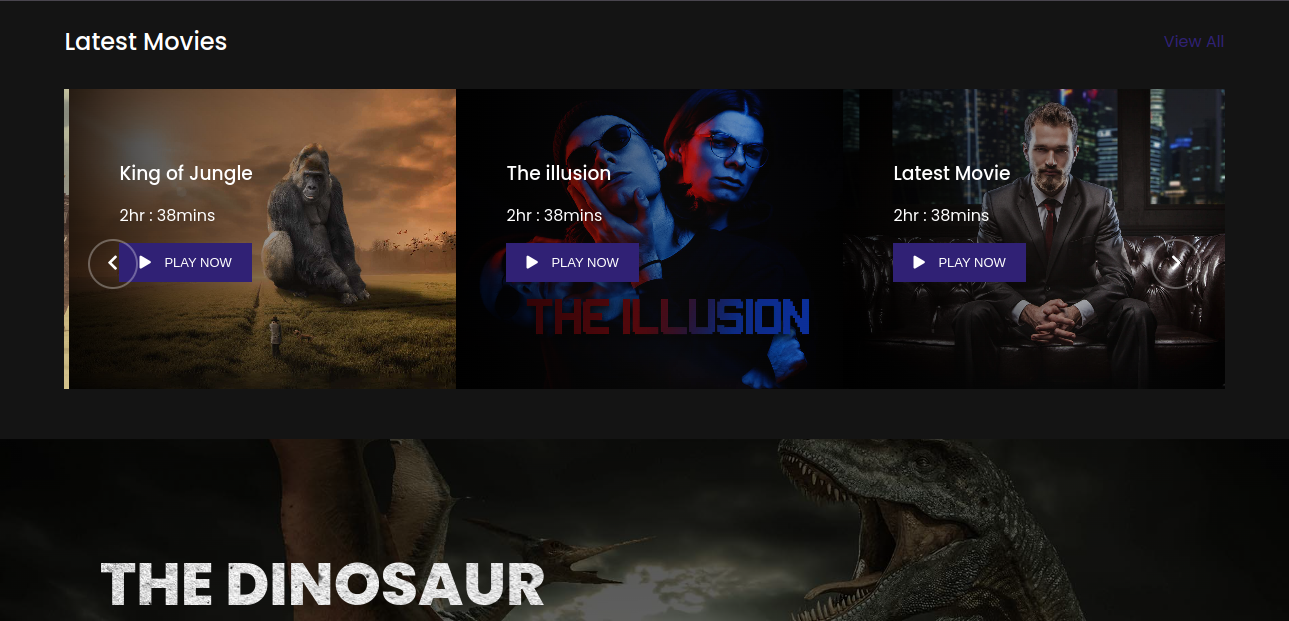 Latest Movies
View All
King of Jungle
2hr : 38mins
PLAY NOW
The illusion
2hr : 38mins
PLAY NOW
THE ILLUSION
Latest Movie
2hr : 38mins
PLAY NOW
THE DINOSAUR